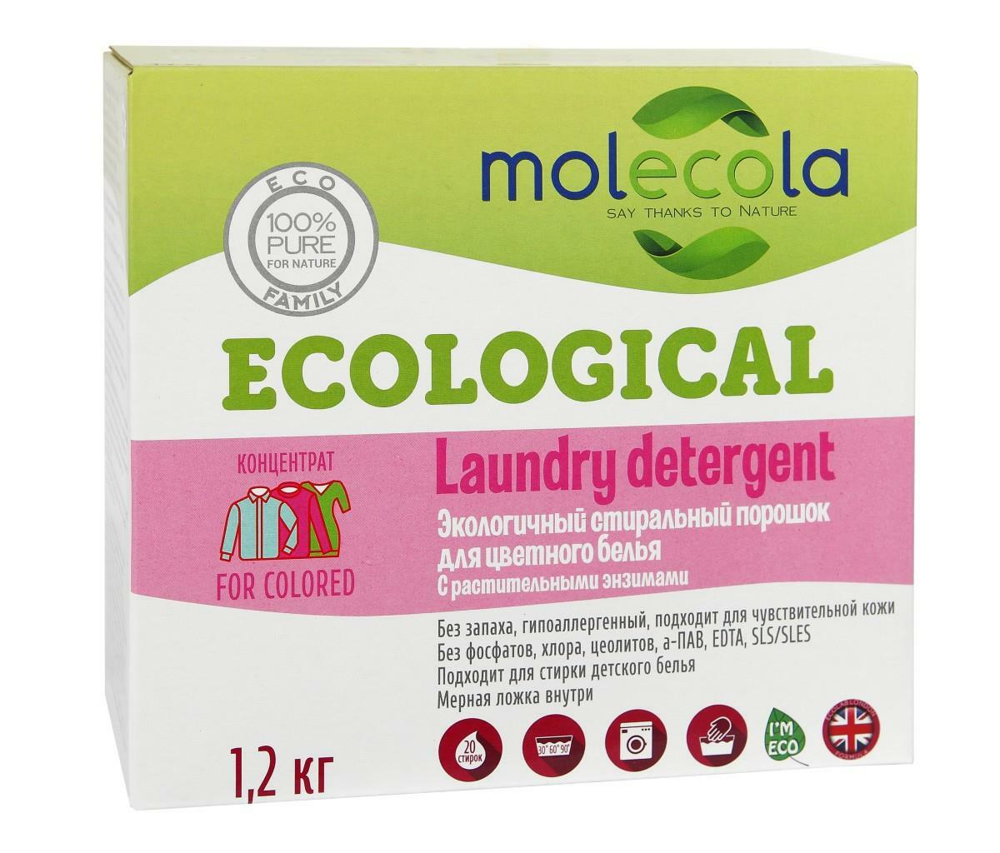 molecola
SAY THANKS TO NATURE
ECO
100%
PURE
FOR NATURE
FAMILY
ECOLOGICAL
КОНЦЕНТРАТ
FOR COLORED
Laundry detergent
Экологичный стиральный порошок
для цветного белья
С растительными энзимами
Без запаха, гипоаллергенный, подходит для чувствительной кожи
Без фосфатов, хлора, цеолитов, а-ПАВ, EDTA, SLS/SLES
Подходит для стирки детского белья
Мерная ложка внутри
20
стирок
30° 60° 90°
I'M
ECO
ECOLAB LONDON
FORMULA
1,2 кг